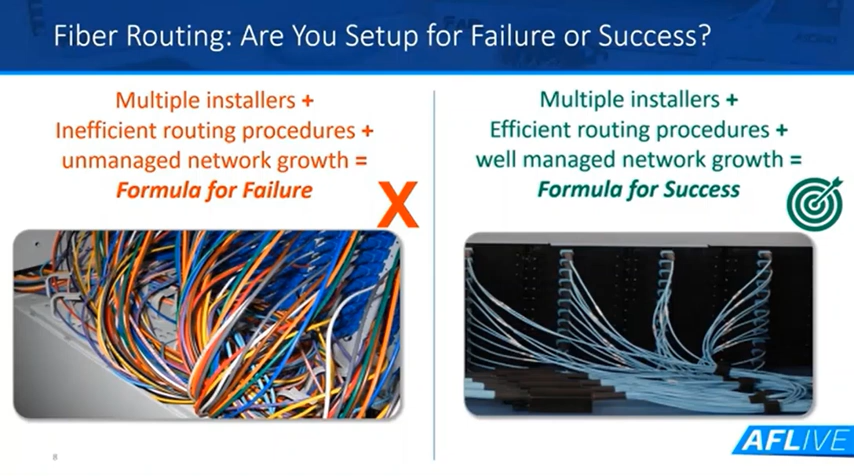 Fiber Routing: Are You Setup for Failure or Success?
Multiple installers +
Inefficient routing procedures +
unmanaged network growth =
Formula for Failure
X
Multiple installers +
Efficient routing procedures +
well managed network growth =
Formula for Success
8
AFLIVE